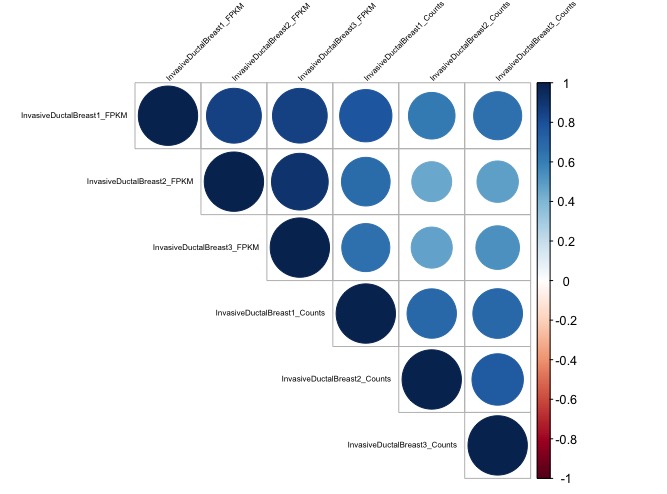 InvasiveDuctalBreast1_FPKM
InvasiveDuctalBreast2_FPKM
InvasiveDuctalBreast3_FPKM
InvasiveDuctalBreast1_Counts
InvasiveDuctalBreast2_Counts
InvasiveDuctalBreast3_Counts
InvasiveDuctalBreast1_FPKM
InvasiveDuctalBreast2_FPKM
InvasiveDuctalBreast3_FPKM
InvasiveDuctalBreast1_Counts
InvasiveDuctalBreast2_Counts
InvasiveDuctalBreast3_Counts
1
0.8
0.6
0.4
0.2
0
-0.2
-0.4
-0.6
-0.8
-1